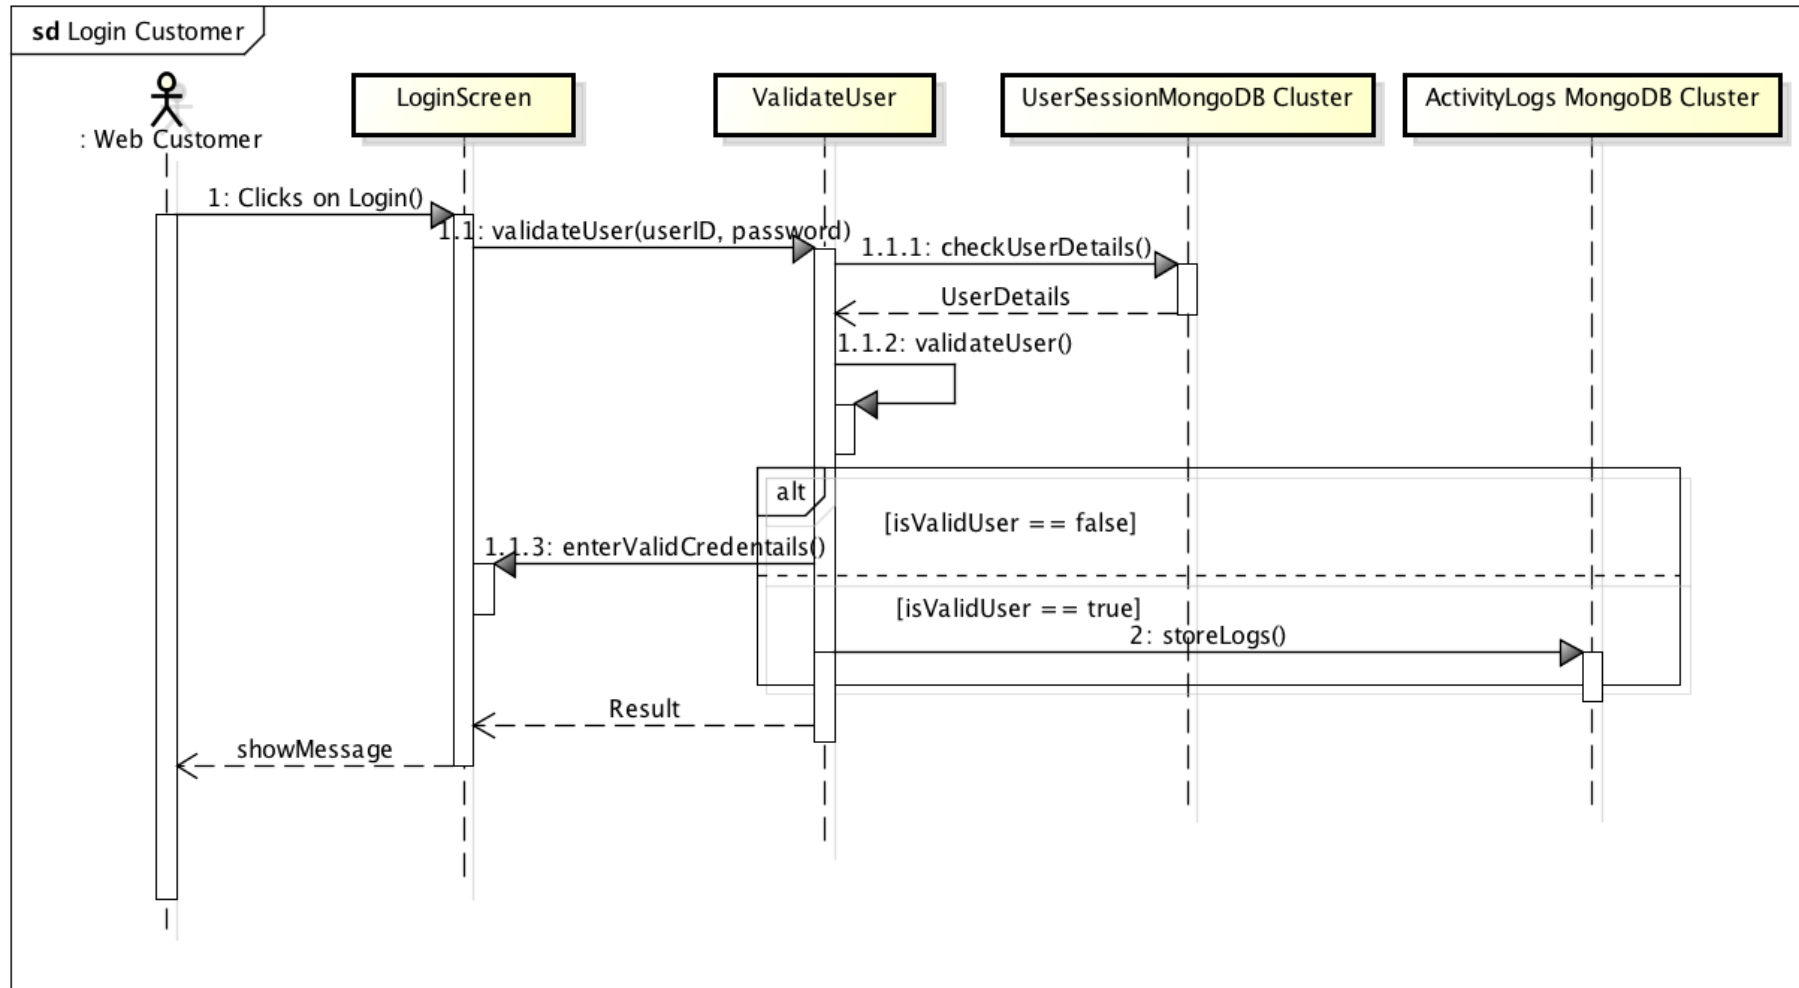 sd Login Customer
: Web Customer
LoginScreen
ValidateUser
UserSessionMongoDB Cluster
ActivityLogs MongoDB Cluster
1: Clicks on Login()
1.1: validateUser(userID, password)
1.1.1: checkUserDetails()
UserDetails
1.1.2: validateUser()
alt
[isValidUser == false]
1.1.3: enterValidCredentails()
[isValidUser == true]
2: storeLogs()
Result
showMessage